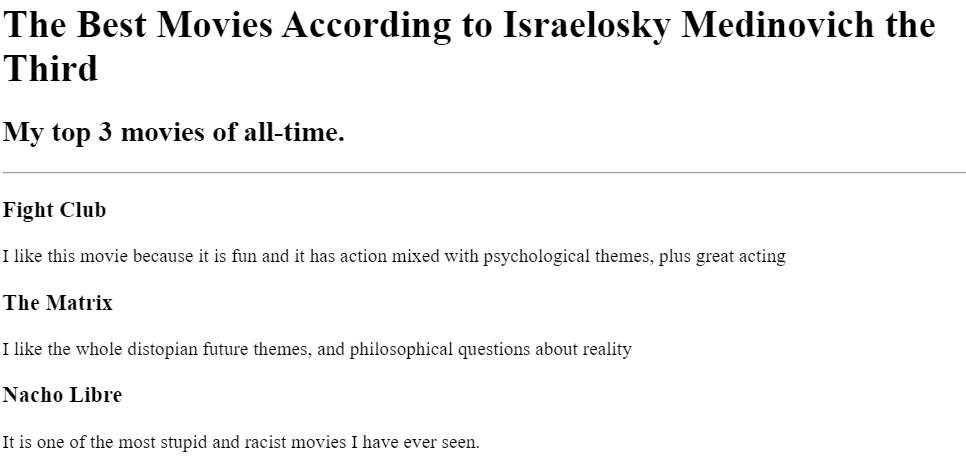 The Best Movies According to Israelosky Medinovich the
Third
My top 3 movies of all-time.
Fight Club
I like this movie because it is fun and it has action mixed with psychological themes, plus great acting
The Matrix
I like the whole distopian future themes, and philosophical questions about reality
Nacho Libre
It is one of the most stupid and racist movies I have ever seen.